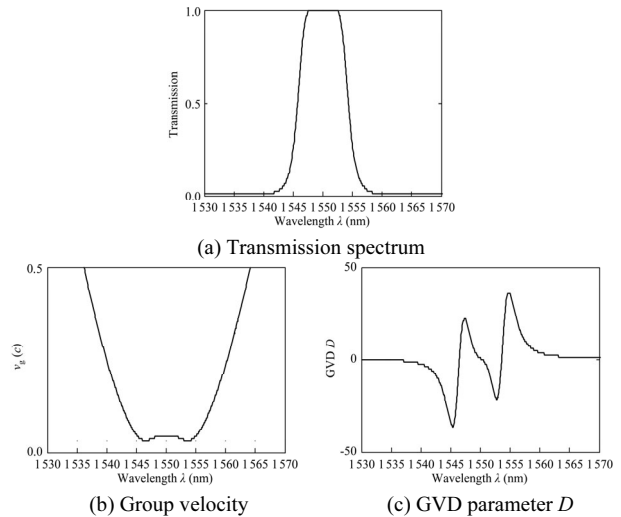 1.0
Transmission
0.5
0.0
1 530 1 535 1 540 1 545 1 550 1 555 1 560 1 565 1 570
Wavelength λ (nm)
(a) Transmission spectrum
0.5
v_g (c)
0.0
1 530 1 535 1 540 1 545 1 550 1 555 1 560 1 565 1 570
Wavelength λ (nm)
(b) Group velocity
50
GVD D
0
-50
1 530 1 535 1 540 1 545 1 550 1 555 1 560 1 565 1 570
Wavelength λ (nm)
(c) GVD parameter D